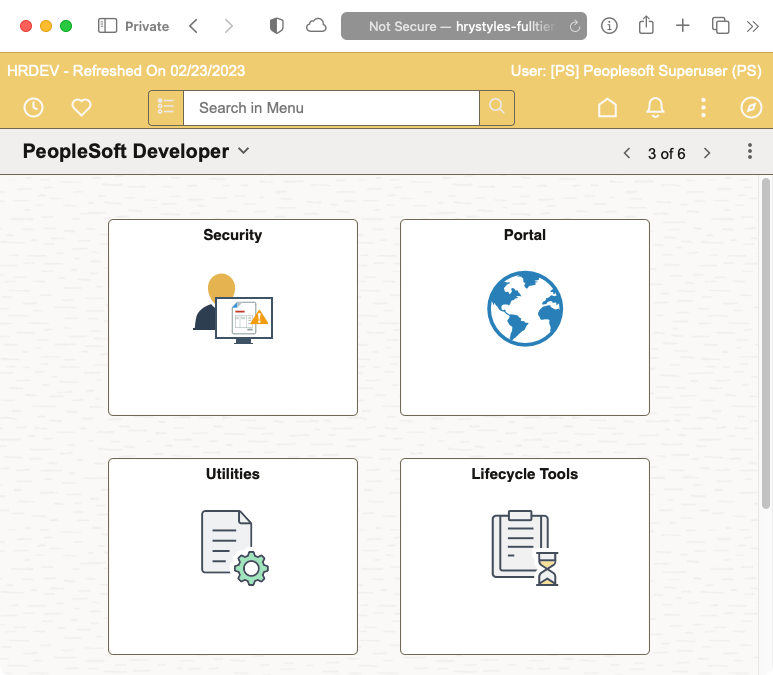 Private
Not Secure — hrystyles-fulltier
HRDEV - Refreshed On 02/23/2023
User: [PS] Peoplesoft Superuser (PS)
Search in Menu
PeopleSoft Developer
3 of 6
Security
Portal
Utilities
Lifecycle Tools